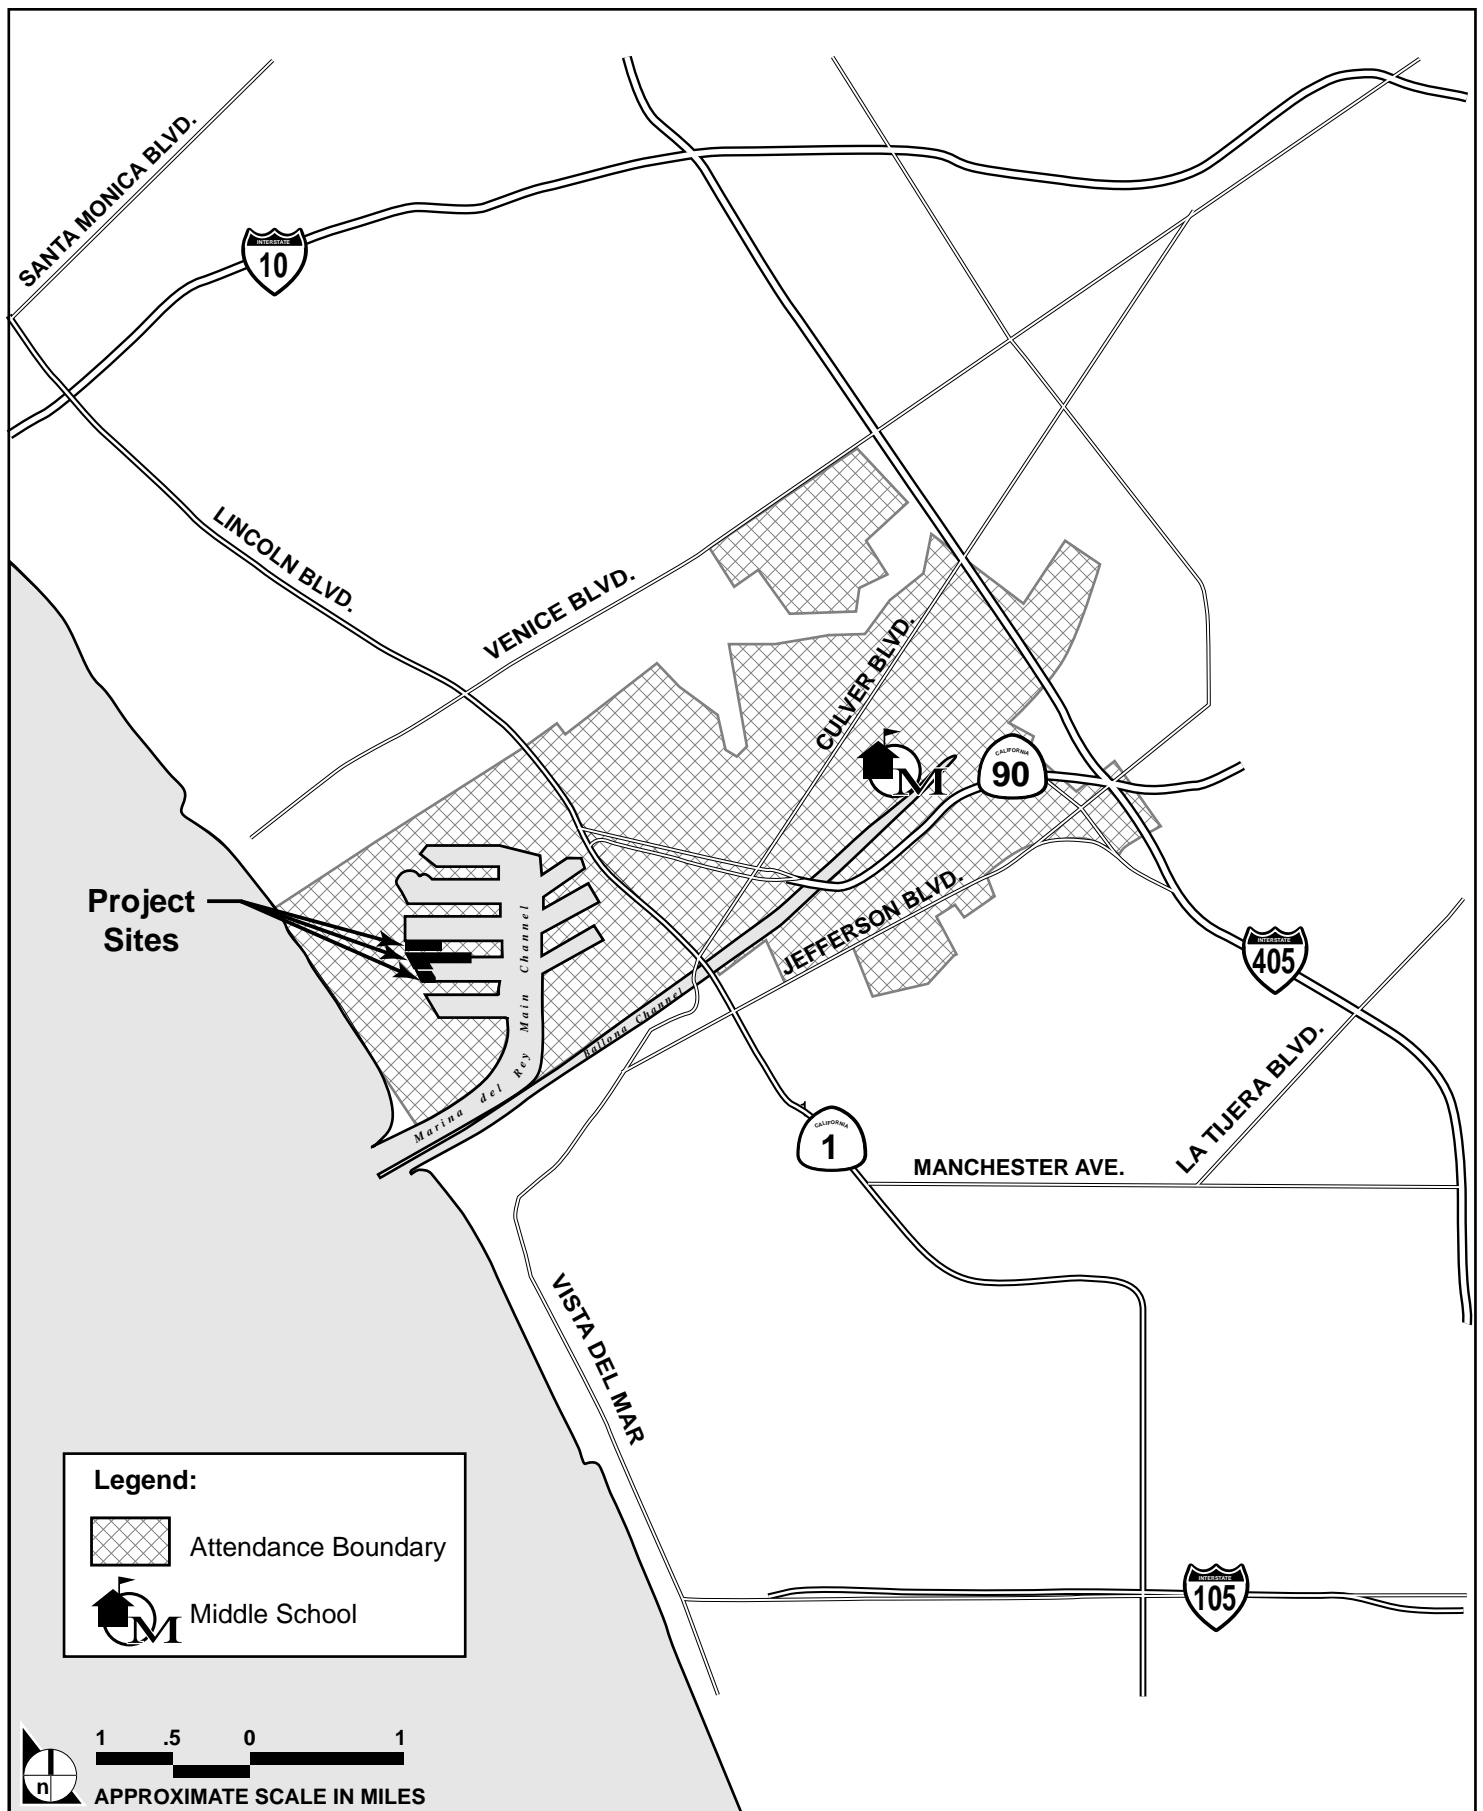 SANTA MONICA BLVD.
INTERSTATE
10
LINCOLN BLVD.
VENICE BLVD.
CULVER BLVD.
M
CALIFORNIA
90
Project
Sites
JEFFERSON BLVD.
INTERSTATE
405
Marina del Rey Main Channel
Ballona Channel
LA TIJERA BLVD.
CALIFORNIA
1
MANCHESTER AVE.
VISTA DEL MAR
Legend:
Attendance Boundary
M
Middle School
INTERSTATE
105
1 .5 0 1
n
APPROXIMATE SCALE IN MILES